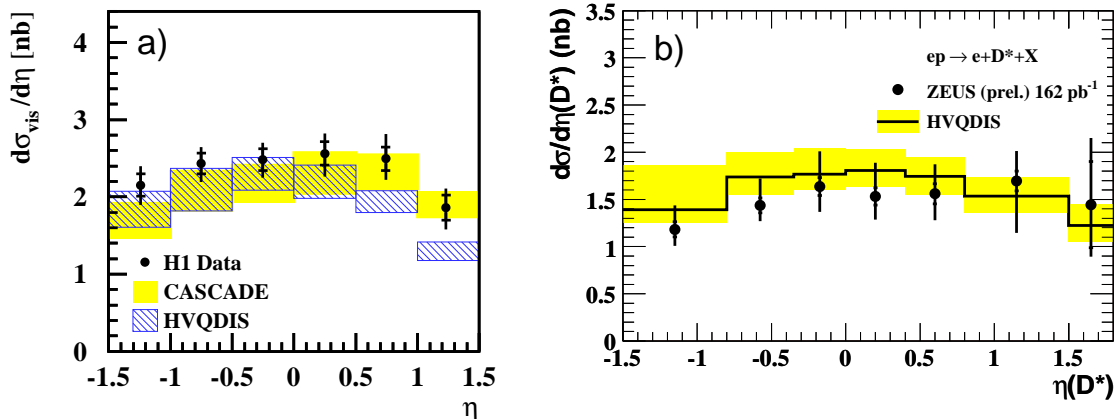 a)
dσvis/dη [nb]
4
3
2
1
0
H1 Data
CASCADE
HVQDIS
-1.5 -1 -0.5 0 0.5 1 1.5
η
b)
dσ/dη(D*) (nb)
3.5
3
2.5
2
1.5
1
0.5
0
ep → e+D*+X
ZEUS (prel.) 162 pb⁻¹
HVQDIS
-1.5 -1 -0.5 0 0.5 1 1.5
η(D*)